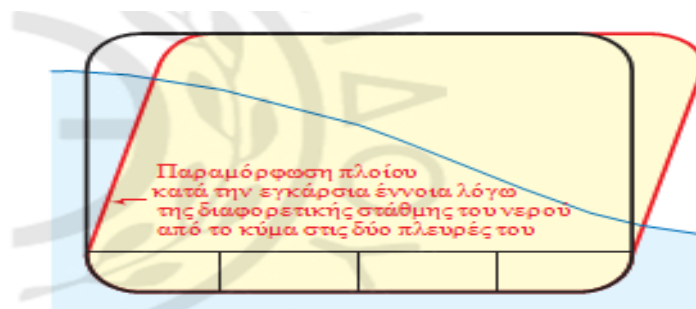 Παραμόρφωση πλοίου
κατά την εγκάρσια έννοια λόγω
της διαφορετικής στάθμης του νερού
από το κύμα στις δύο πλευρές του